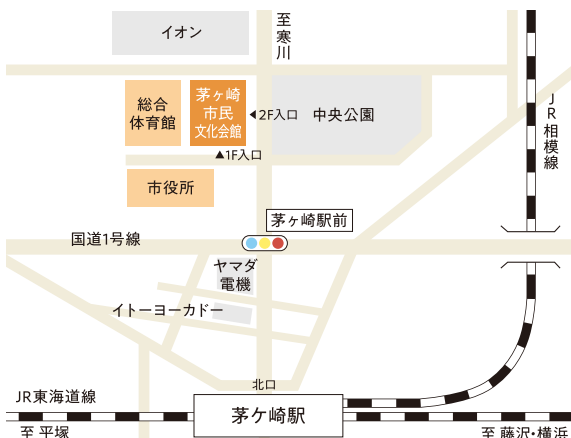 イオン
至寒川
総合
体育館
茅ヶ崎
市民
文化会館
◀2F入口
中央公園
JR相模線
▲1F入口
市役所
茅ヶ崎駅前
国道1号線
ヤマダ
電機
イトーヨーカドー
北口
JR東海道線
茅ケ崎駅
至 平塚
至 藤沢・横浜